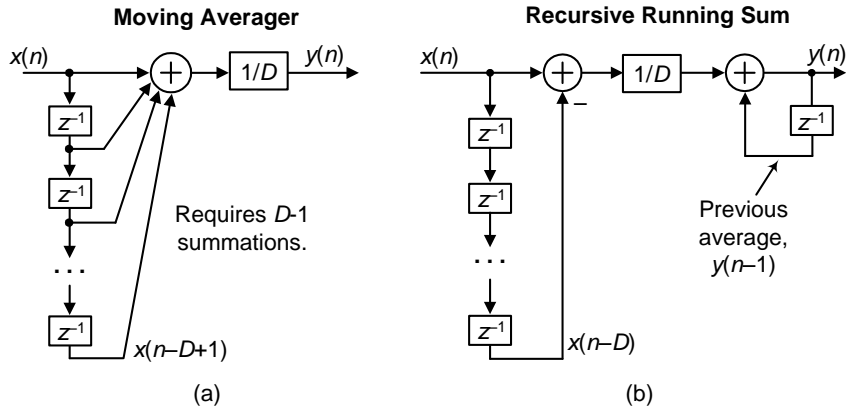 Moving Averager
x(n)
+
1/D
y(n)
z–1
z–1
Requires D-1
summations.
. . .
z–1
x(n–D+1)
(a)
Recursive Running Sum
x(n)
+
–
1/D
+
y(n)
z–1
z–1
z–1
Previous
average,
y(n–1)
. . .
z–1
x(n–D)
(b)